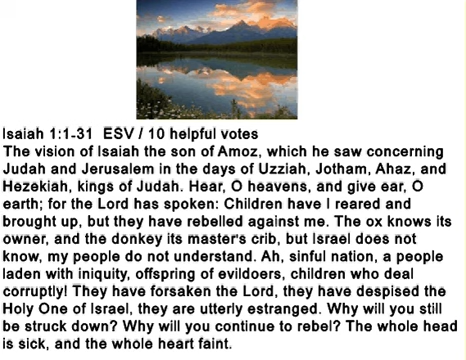 Isaiah 1:1-31 ESV / 10 helpful votes
The vision of Isaiah the son of Amoz, which he saw concerning
Judah and Jerusalem in the days of Uzziah, Jotham, Ahaz, and
Hezekiah, kings of Judah. Hear, O heavens, and give ear, O
earth; for the Lord has spoken: Children have I reared and
brought up, but they have rebelled against me. The ox knows its
owner, and the donkey its master's crib, but Israel does not
know, my people do not understand. Ah, sinful nation, a people
laden with iniquity, offspring of evildoers, children who deal
corruptly! They have forsaken the Lord, they have despised the
Holy One of Israel, they are utterly estranged. Why will you still
be struck down? Why will you continue to rebel? The whole head
is sick, and the whole heart faint.